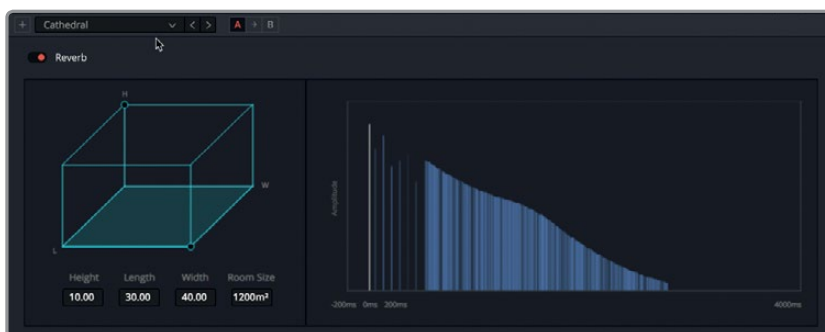 + Cathedral < > A + B
Reverb
H
W
L
Height Length Width Room Size
10.00 30.00 40.00 1200m²
Amplitude
-200ms 0ms 200ms 4000ms